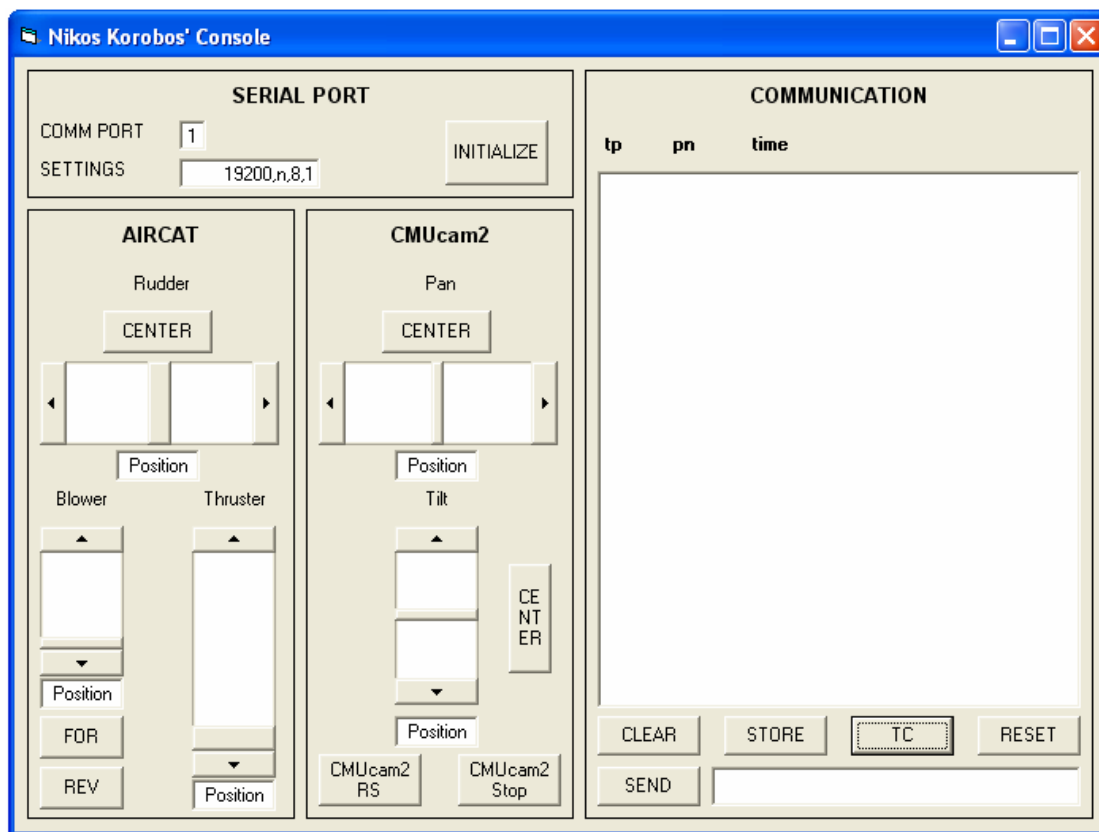 Nikos Korobos' Console
SERIAL PORT
COMM PORT
1
SETTINGS
19200,n,8,1
INITIALIZE
AIRCAT
Rudder
CENTER
Position
Blower
Thruster
Position
FOR
REV
Position
CMUcam2
Pan
CENTER
Position
Tilt
CE
NT
ER
Position
CMUcam2
RS
CMUcam2
Stop
COMMUNICATION
tp pn time
CLEAR
STORE
TC
RESET
SEND